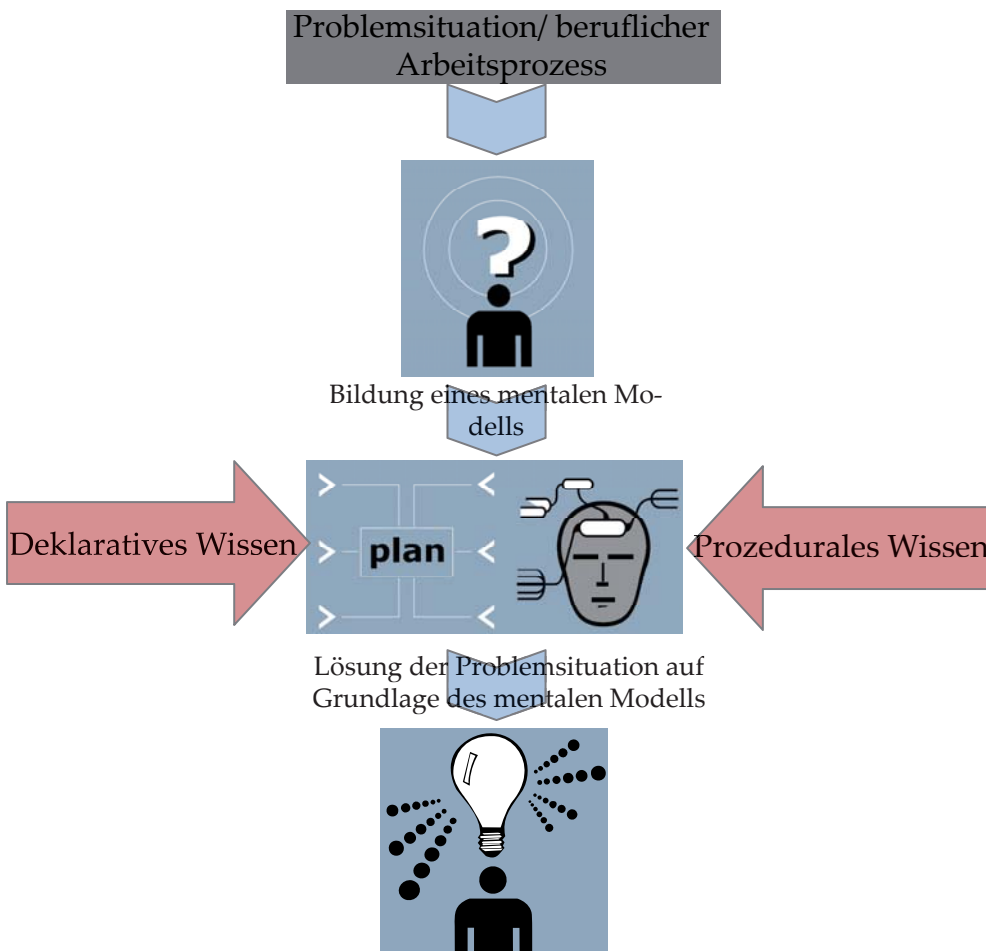 Problemsituation/ beruflicher
Arbeitsprozess
?
Bildung eines mentalen Mo-
dells
Deklaratives Wissen
plan
Prozedurales Wissen
Lösung der Problemsituation auf
Grundlage des mentalen Modells